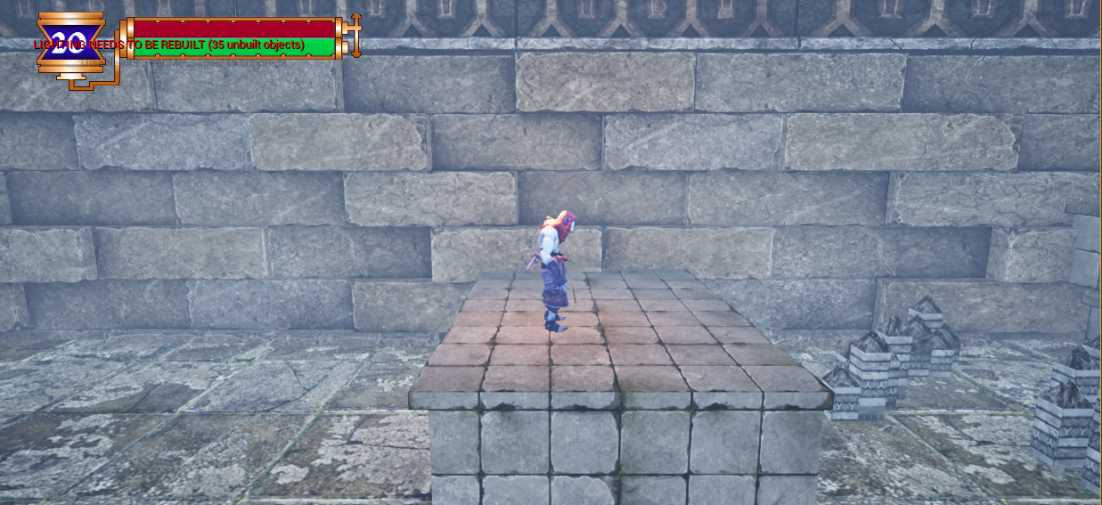 20
LIGHTING NEEDS TO BE REBUILT (35 unbuilt objects)